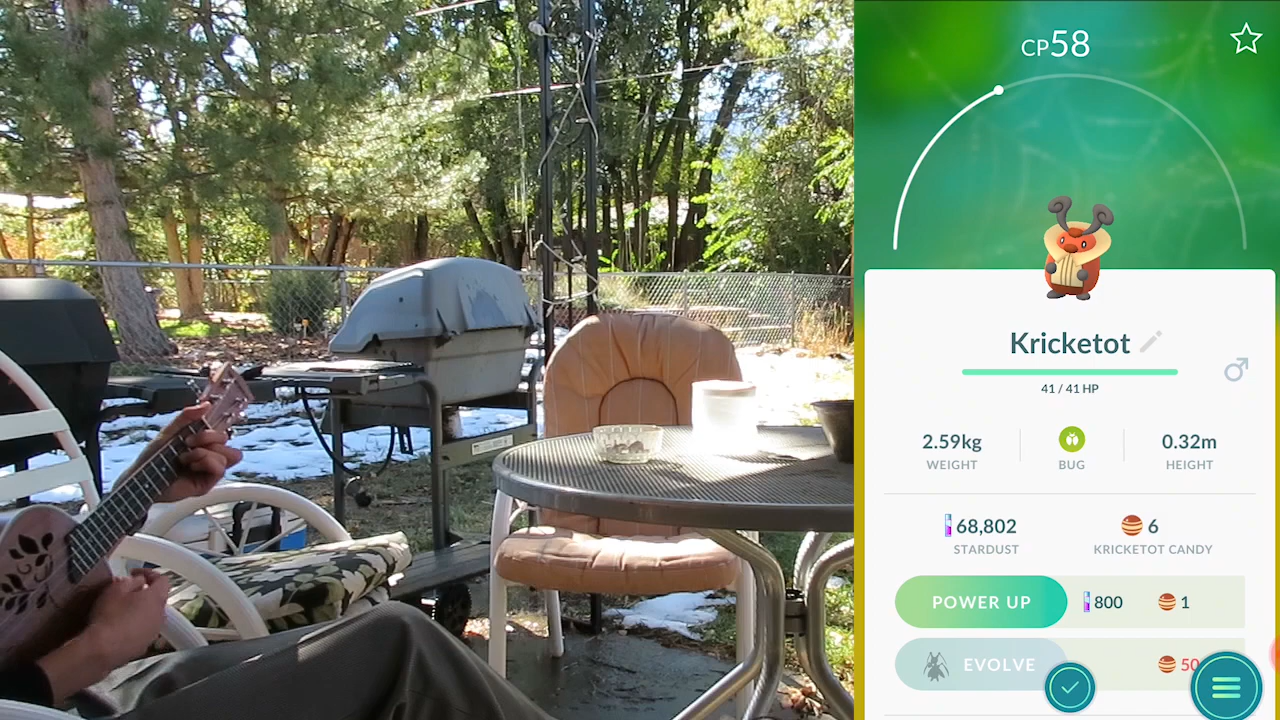 CP58
Kricketot
41 / 41 HP
2.59kg
WEIGHT
BUG
0.32m
HEIGHT
68,802
STARDUST
6
KRICKETOT CANDY
POWER UP
800
1
EVOLVE
50